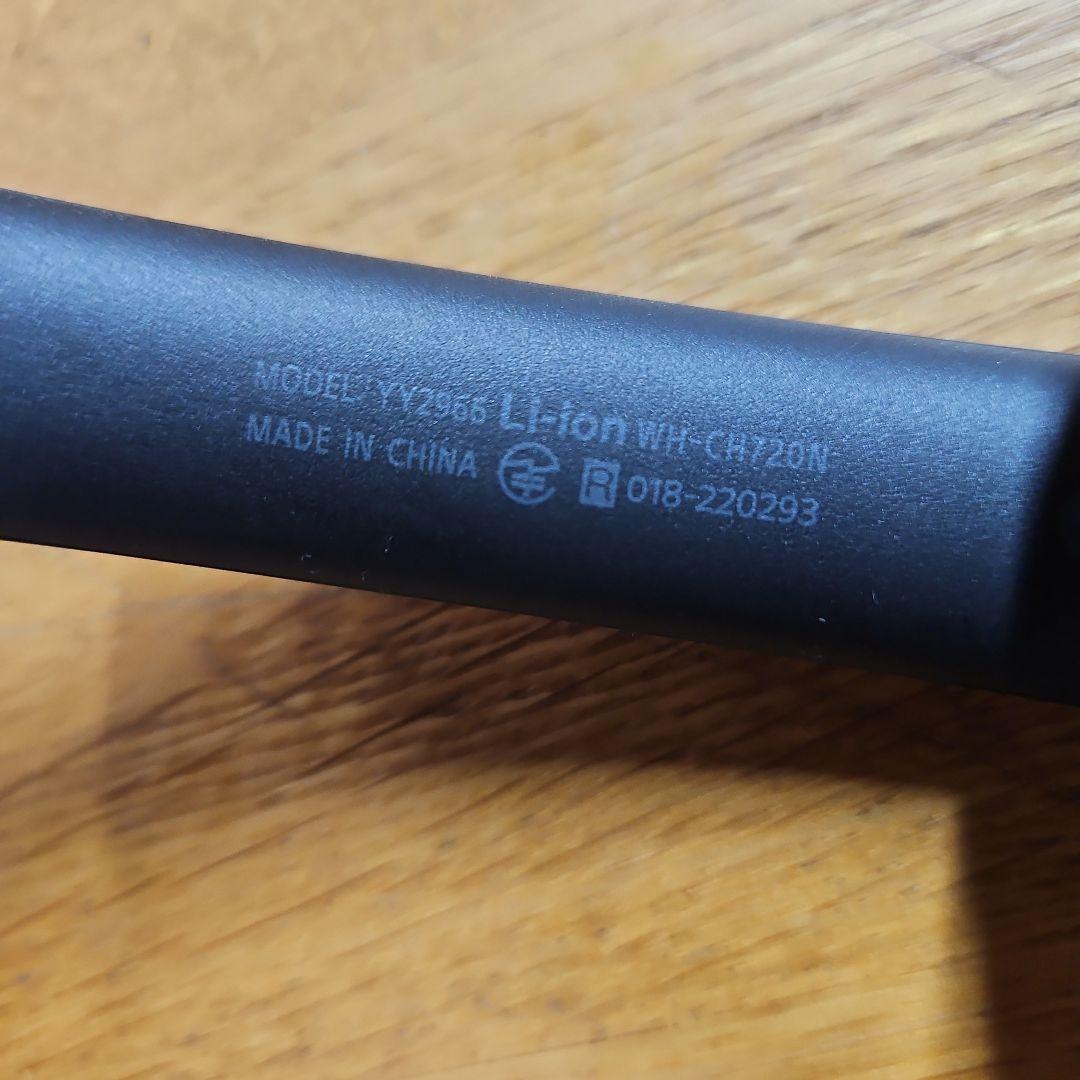 MODEL: YY2966 Li-ion WH-CH720N
MADE IN CHINA R 018-220293